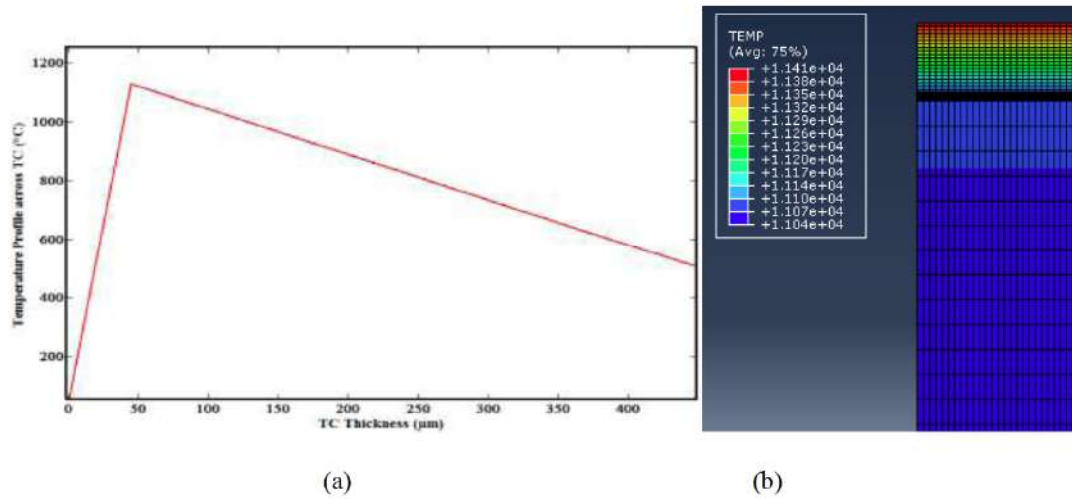 1200
1000
800
600
400
200
0 50 100 150 200 250 300 350 400
Temperature Profile across TC (°C)
TC Thickness (µm)
TEMP
(Avg: 75%)
+1.141e+04
+1.138e+04
+1.135e+04
+1.132e+04
+1.129e+04
+1.126e+04
+1.123e+04
+1.120e+04
+1.117e+04
+1.114e+04
+1.110e+04
+1.107e+04
+1.104e+04
(a)
(b)